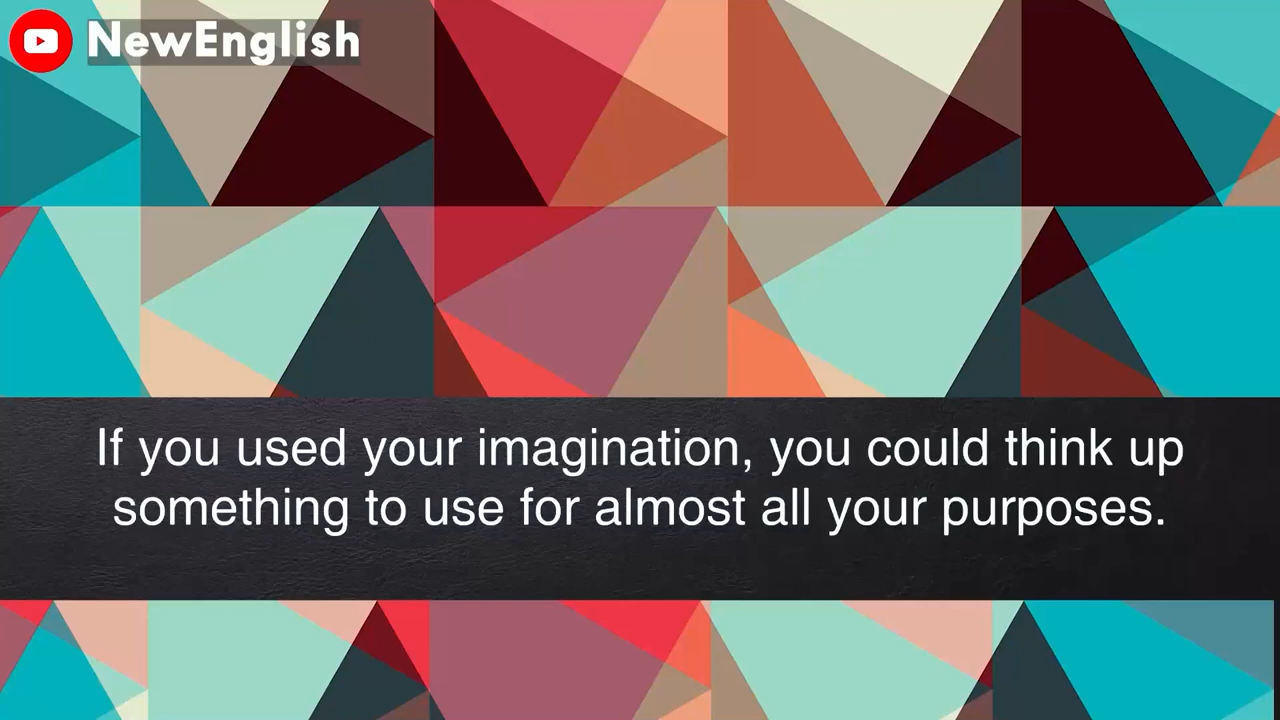 NewEnglish
If you used your imagination, you could think up
something to use for almost all your purposes.